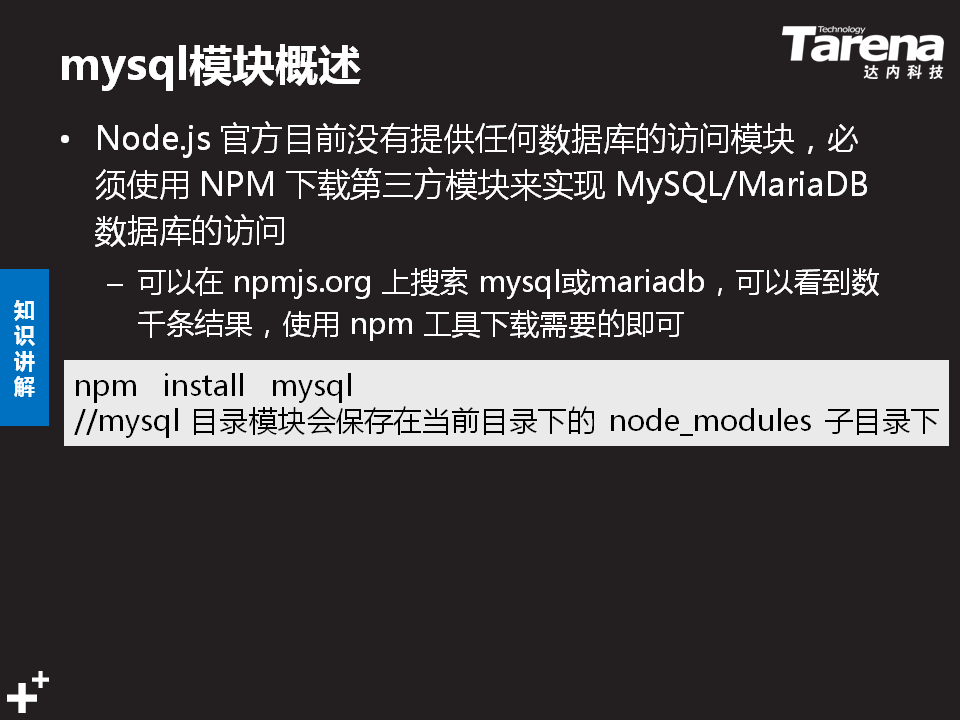 mysql模块概述
Technology
Tarena
达内科技
• Node.js 官方目前没有提供任何数据库的访问模块，必
须使用 NPM 下载第三方模块来实现 MySQL/MariaDB
数据库的访问
– 可以在 npmjs.org 上搜索 mysql或mariadb，可以看到数
千条结果，使用 npm 工具下载需要的即可
知
识
讲
解
npm install mysql
//mysql 目录模块会保存在当前目录下的 node_modules 子目录下